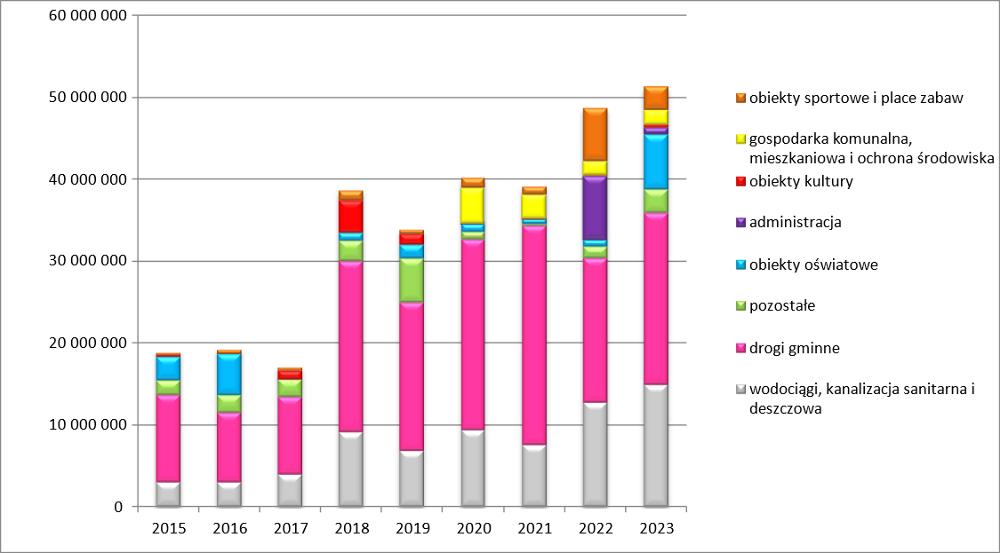 60 000 000
50 000 000
40 000 000
30 000 000
20 000 000
10 000 000
0
2015 2016 2017 2018 2019 2020 2021 2022 2023
obiekty sportowe i place zabaw
gospodarka komunalna,
mieszkaniowa i ochrona środowiska
obiekty kultury
administracja
obiekty oświatowe
pozostałe
drogi gminne
wodociągi, kanalizacja sanitarna i
deszczowa